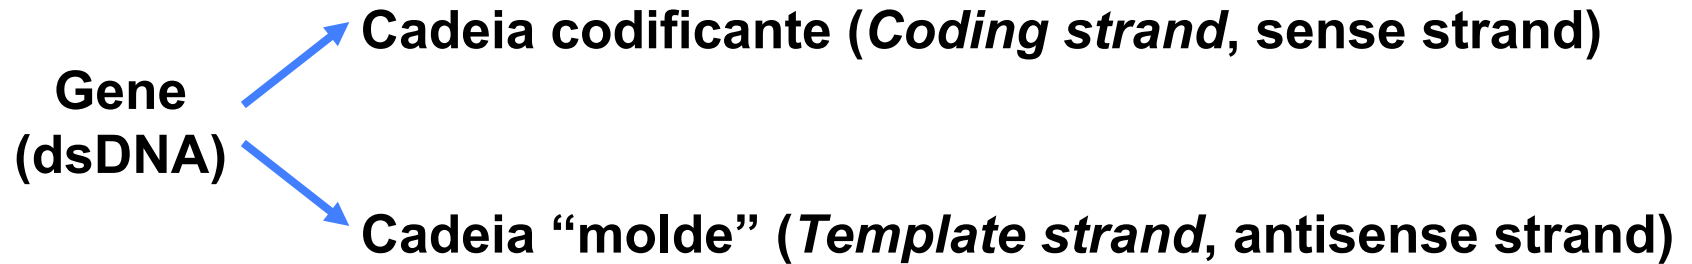 Cadeia codificante (Coding strand, sense strand)
Gene
(dsDNA)
Cadeia “molde” (Template strand, antisense strand)